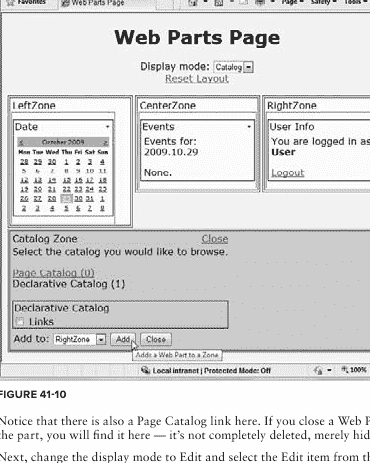 Favorites Web Parts Page Page Safety Tools
Web Parts Page
Display mode: Catalog
Reset Layout
LeftZone CenterZone RightZone
Date Events User Info
October 2009 Events for: You are logged in as
2009.10.29 User
Mon Tue Wed Thu Fri Sat Sun
28 29 30 1 2 3 4
5 6 7 8 9 10 11
12 13 14 15 16 17 18
19 20 21 22 23 24 25
26 27 28 29 30 31 1
2 3 4 5 6 7 8
None. Logout
Catalog Zone Close
Select the catalog you would like to browse.
Page Catalog (0)
Declarative Catalog (1)
Declarative Catalog
Links
Add to: RightZone Add Close
Adds a Web Part to a Zone
Local intranet | Protected Mode: Off 100%
FIGURE 41-10
Notice that there is also a Page Catalog link here. If you close a Web P
the part, you will find it here — it's not completely deleted, merely hid
Next, change the display mode to Edit and select the Edit item from th